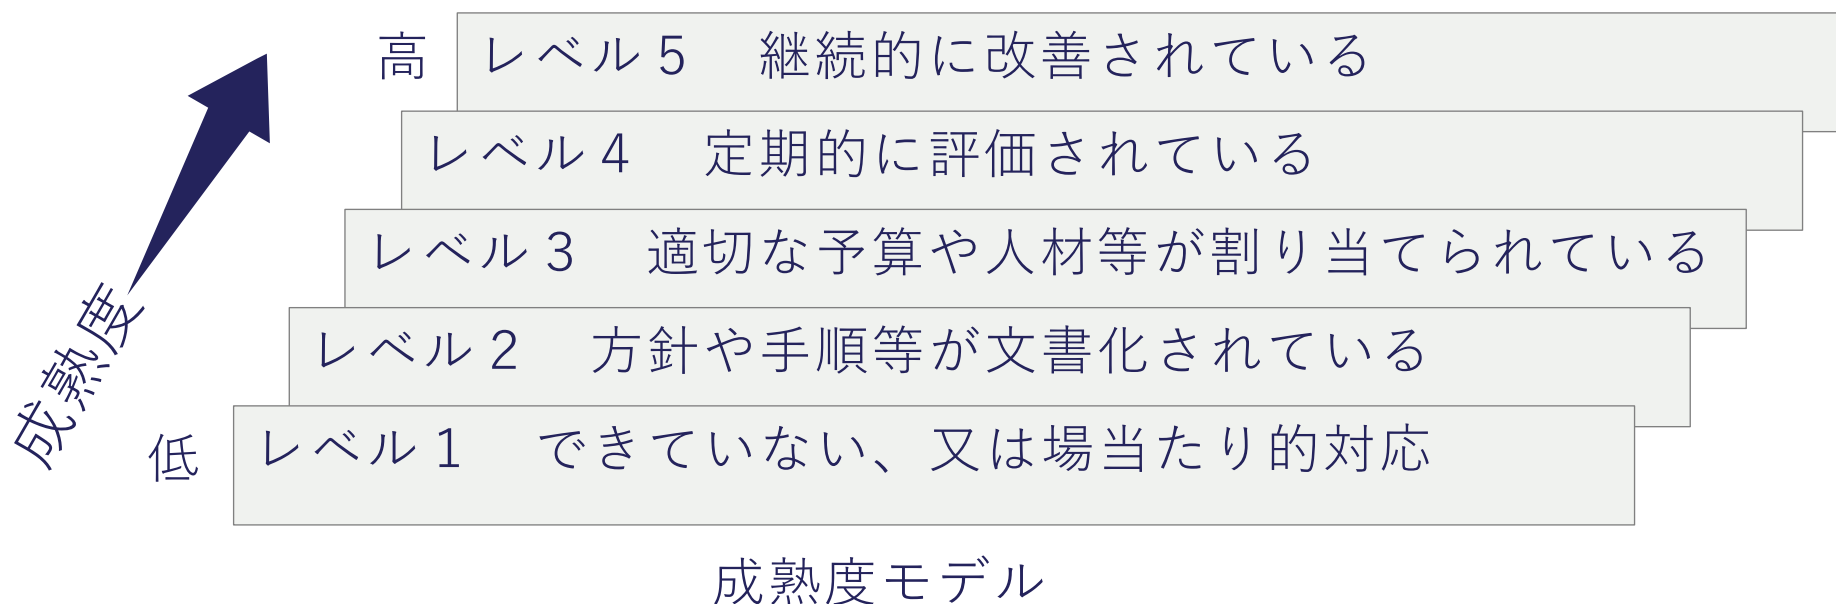 高
レベル５　継続的に改善されている
レベル４　定期的に評価されている
レベル３　適切な予算や人材等が割り当てられている
レベル２　方針や手順等が文書化されている
成熟度
低
レベル１　できていない、又は場当たり的対応
成熟度モデル